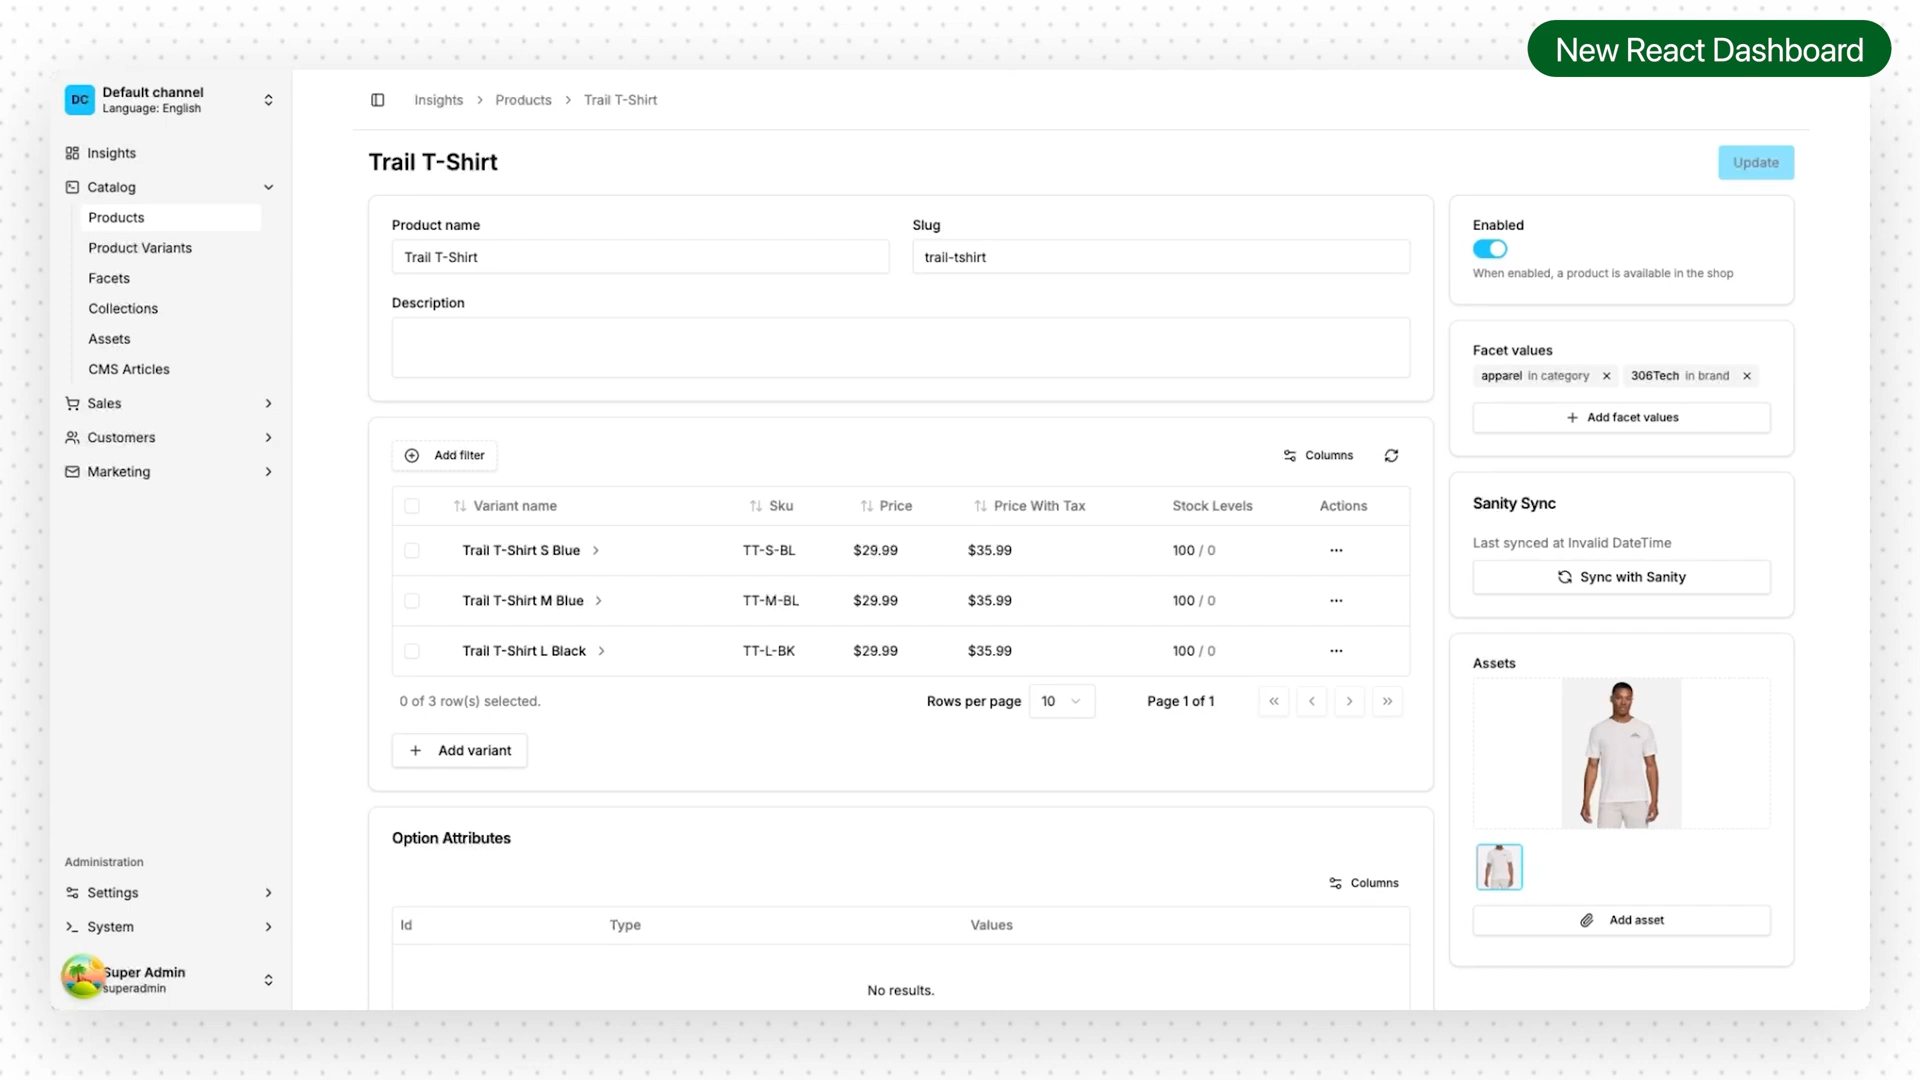 New React Dashboard
DC
Default channel
Language: English
Insights
Catalog
Products
Product Variants
Facets
Collections
Assets
CMS Articles
Sales
Customers
Marketing
Administration
Settings
System
Super Admin
superadmin
Insights > Products > Trail T-Shirt
Trail T-Shirt
Update
Product name
Trail T-Shirt
Slug
trail-tshirt
Description
Add filter
Columns
Variant name Sku Price Price With Tax Stock Levels Actions
Trail T-Shirt S Blue TT-S-BL $29.99 $35.99 100 / 0
Trail T-Shirt M Blue TT-M-BL $29.99 $35.99 100 / 0
Trail T-Shirt L Black TT-L-BK $29.99 $35.99 100 / 0
0 of 3 row(s) selected.
Rows per page 10
Page 1 of 1
Add variant
Option Attributes
Columns
Id Type Values
No results.
Enabled
When enabled, a product is available in the shop
Facet values
apparel in category
306Tech in brand
Add facet values
Sanity Sync
Last synced at Invalid DateTime
Sync with Sanity
Assets
Add asset